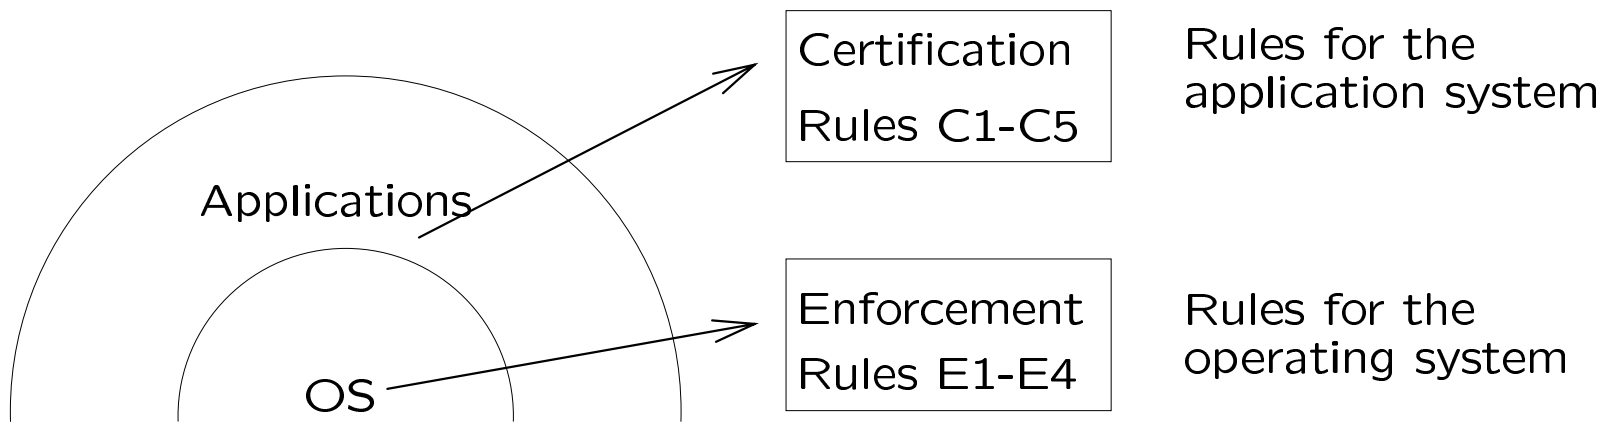 Applications
OS
Certification
Rules C1-C5
Rules for the
application system
Enforcement
Rules E1-E4
Rules for the
operating system